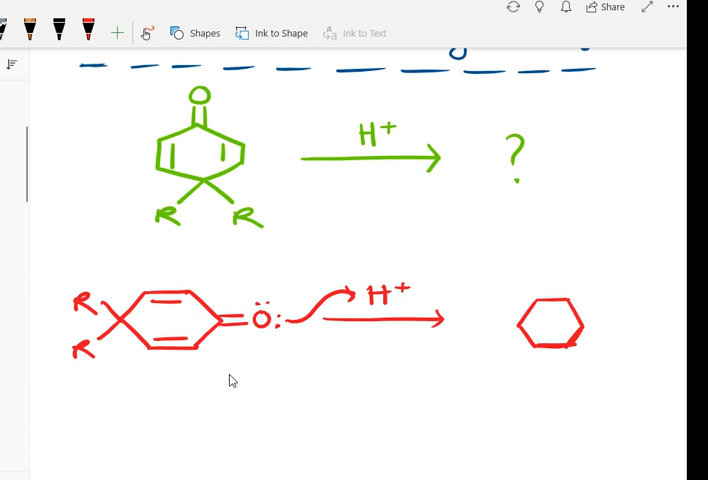 Share
Shapes
Ink to Shape
Ink to Text
O
H+
?
R R
R
H+
O
R